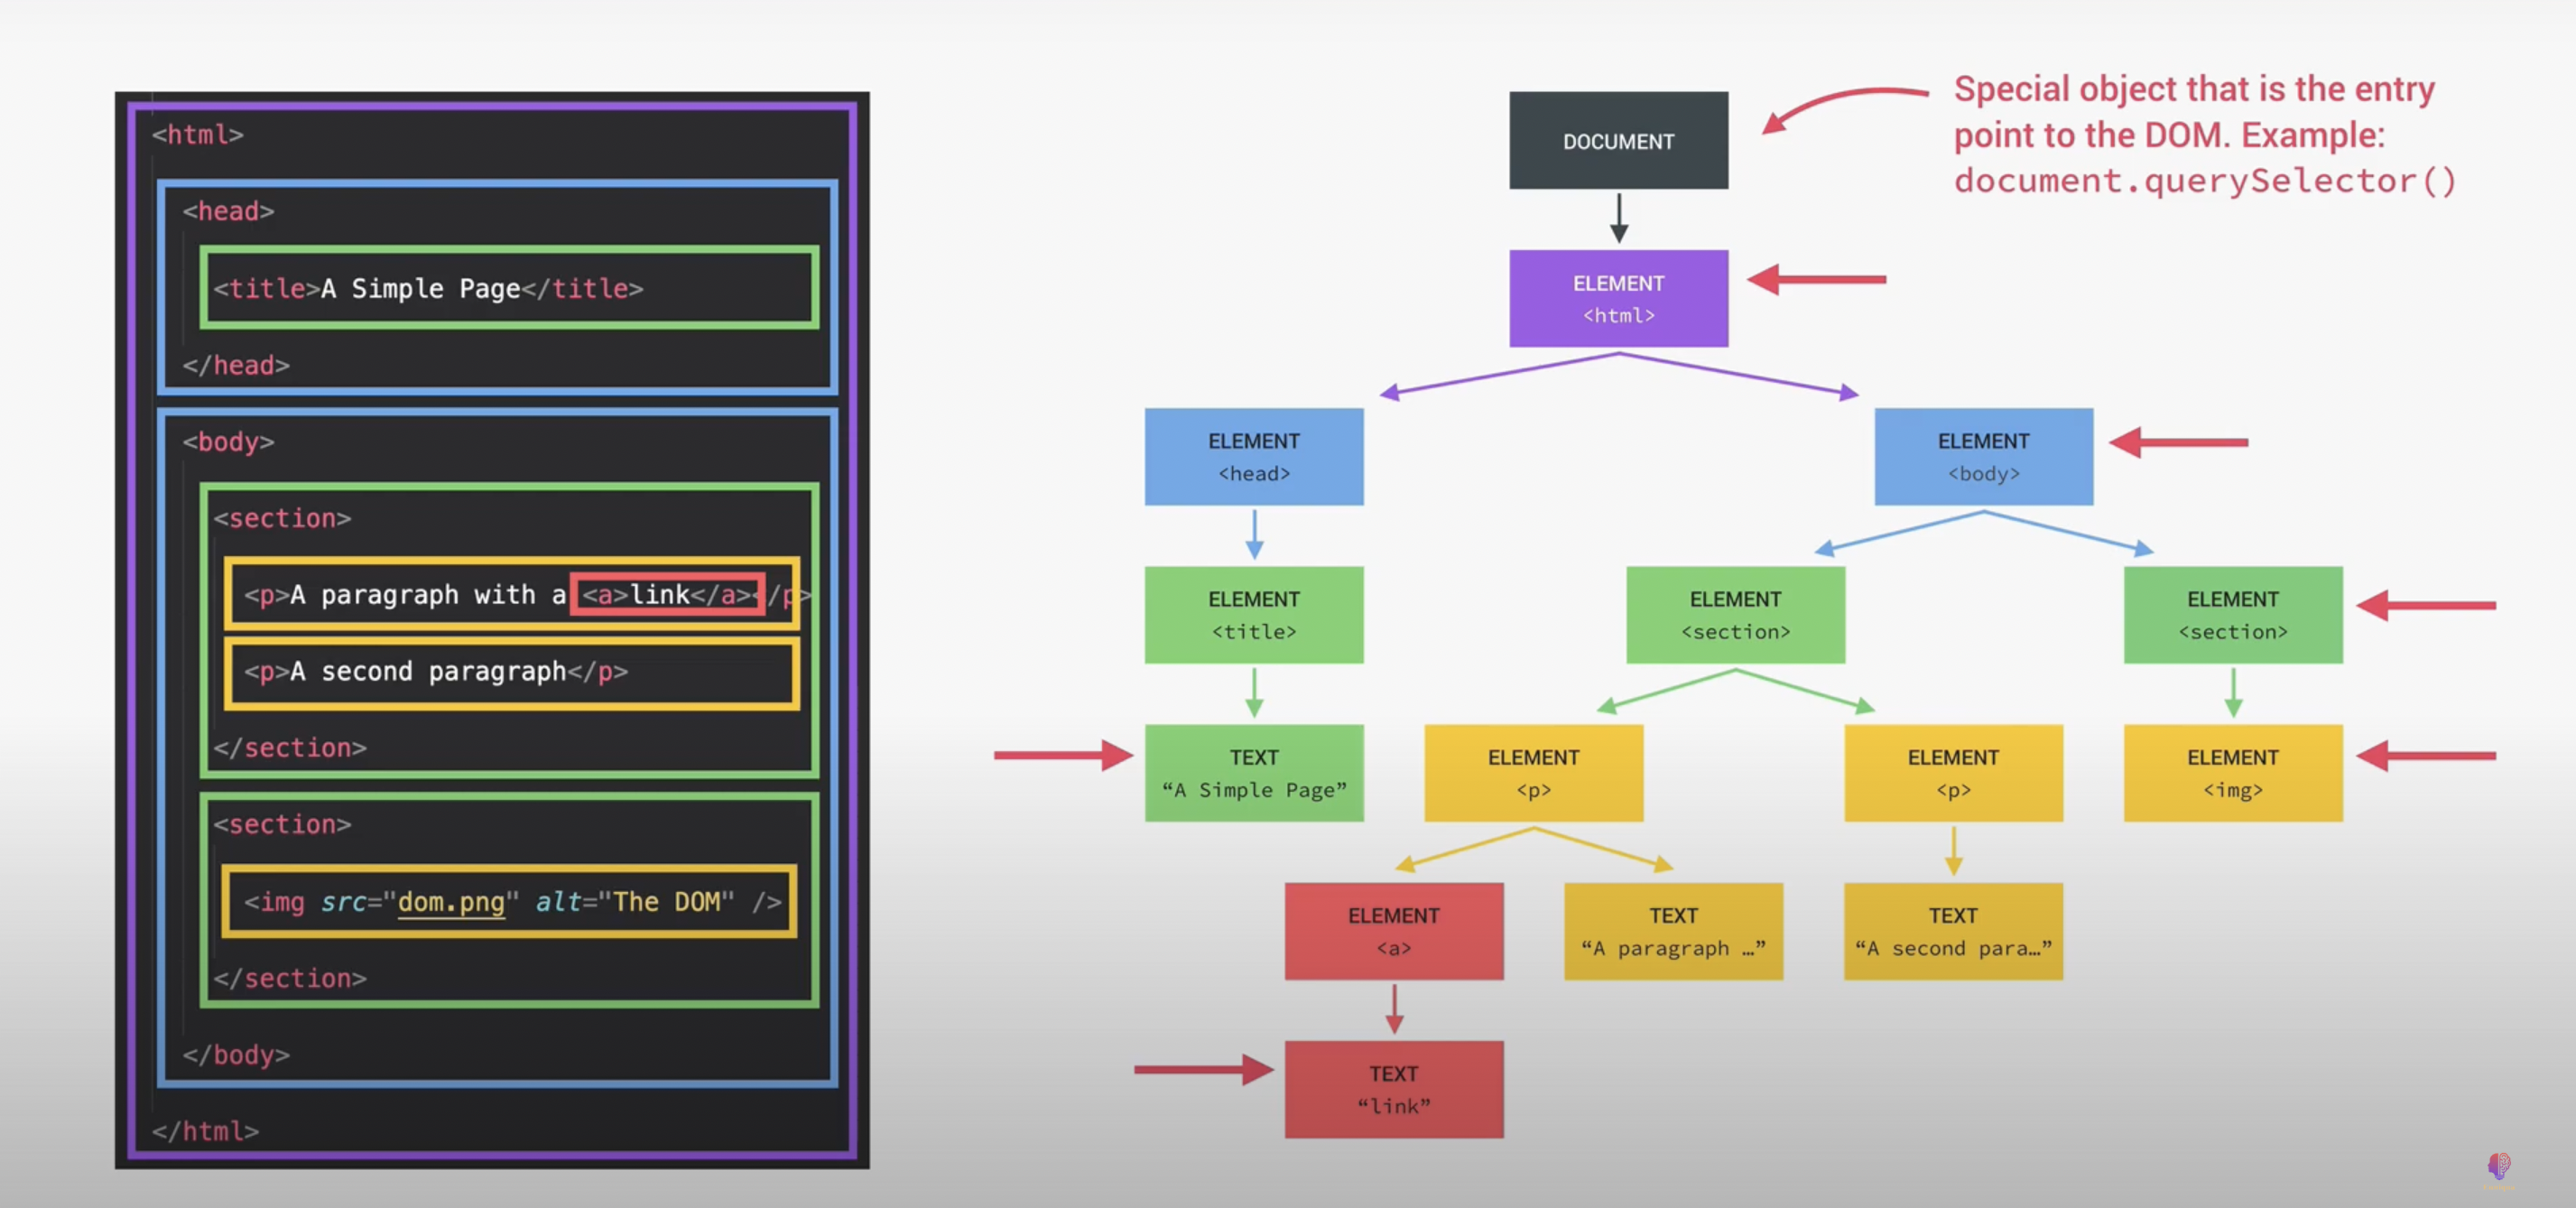 <html>
<head>
<title>A Simple Page</title>
</head>
<body>
<section>
<p>A paragraph with a <a>link</a></p>
<p>A second paragraph</p>
</section>
<section>
<img src="dom.png" alt="The DOM" />
</section>
</body>
</html>
Special object that is the entry
point to the DOM. Example:
document.querySelector()
DOCUMENT
ELEMENT
<html>
ELEMENT
<head>
ELEMENT
<body>
ELEMENT
<title>
ELEMENT
<section>
ELEMENT
<section>
TEXT
“A Simple Page”
ELEMENT
<p>
ELEMENT
<p>
ELEMENT
<img>
ELEMENT
<a>
TEXT
“A paragraph …”
TEXT
“A second para…”
TEXT
“link”